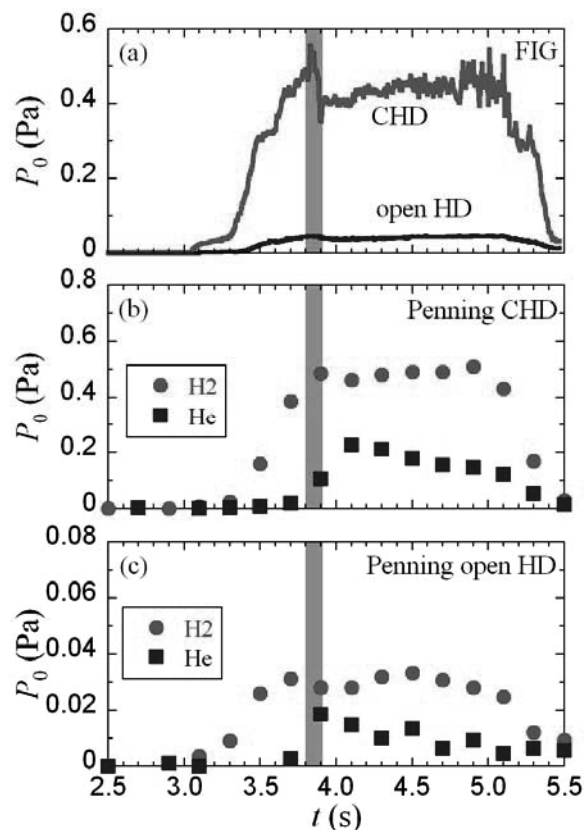 (a)
FIG
0.6
0.4
0.2
0
P0 (Pa)
CHD
open HD
(b)
Penning CHD
0.8
0.6
0.4
0.2
0
P0 (Pa)
H2
He
(c)
Penning open HD
0.08
0.06
0.04
0.02
0
P0 (Pa)
H2
He
2.5 3.0 3.5 4.0 4.5 5.0 5.5
t (s)